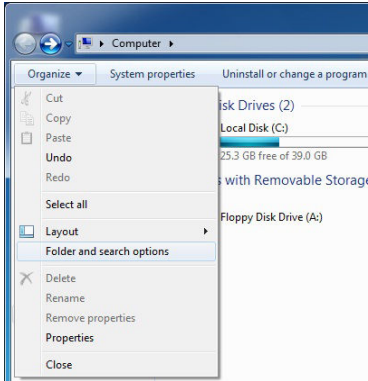 Computer
Organize System properties Uninstall or change a program
Cut
Copy
Paste
Undo
Redo
Select all
Layout
Folder and search options
Delete
Rename
Remove properties
Properties
Close
isk Drives (2)
Local Disk (C:)
25.3 GB free of 39.0 GB
s with Removable Storage
Floppy Disk Drive (A:)